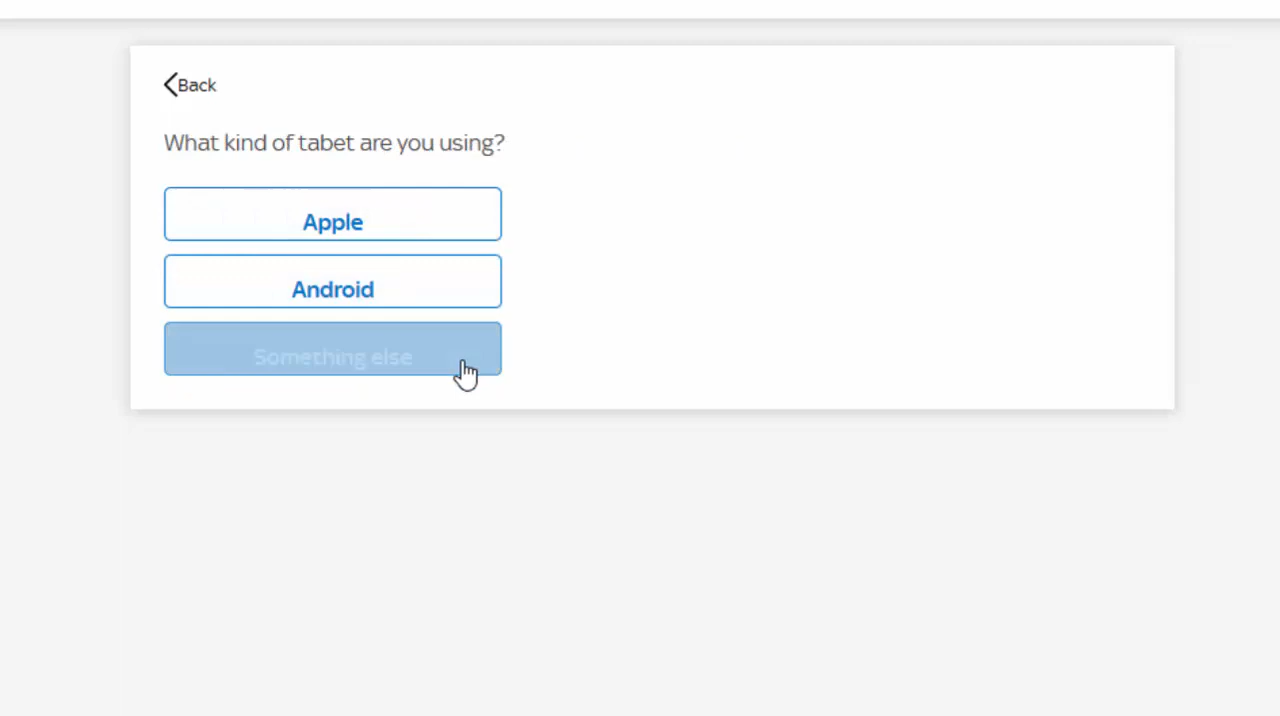 Back
What kind of tabet are you using?
Apple
Android
Something else